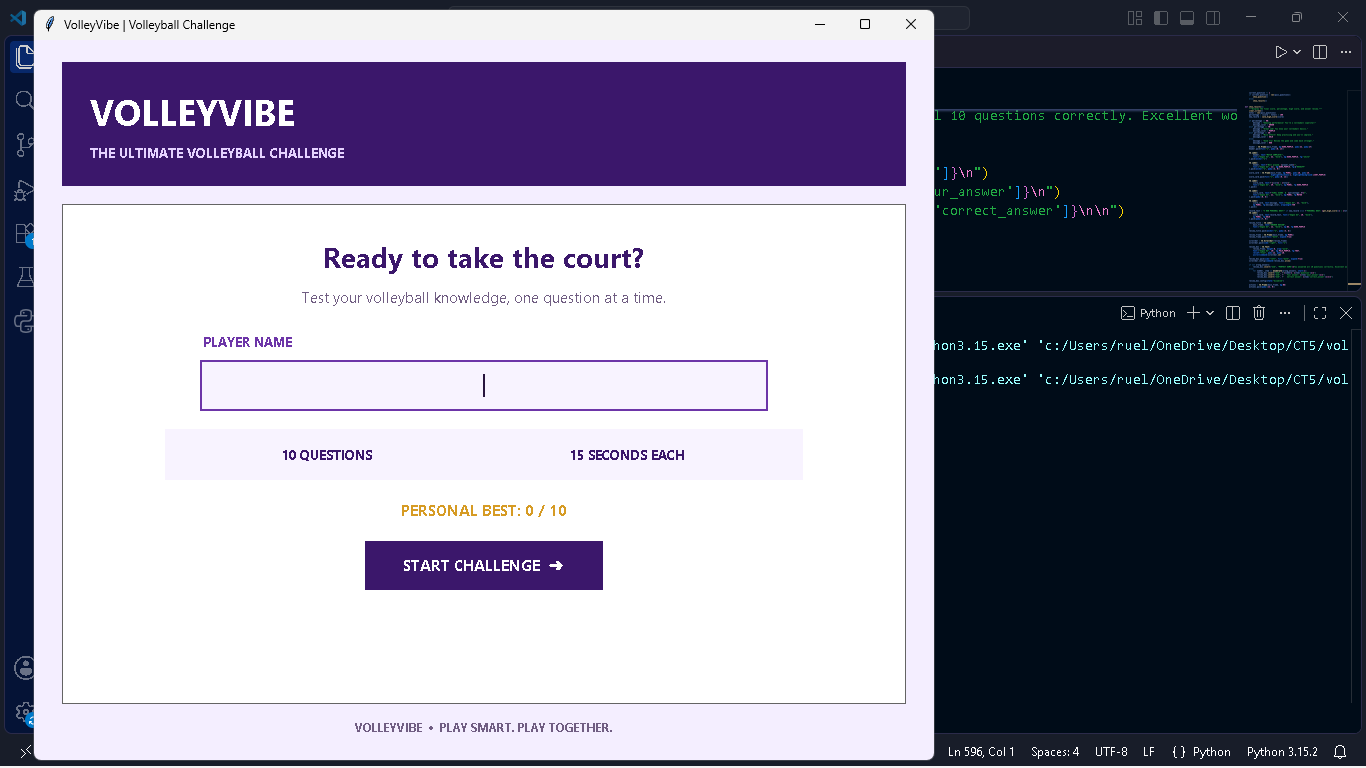 VolleyVibe | Volleyball Challenge
VOLLEYVIBE
THE ULTIMATE VOLLEYBALL CHALLENGE
Ready to take the court?
Test your volleyball knowledge, one question at a time.
PLAYER NAME
10 QUESTIONS
15 SECONDS EACH
PERSONAL BEST: 0 / 10
START CHALLENGE ➔
VOLLEYVIBE • PLAY SMART. PLAY TOGETHER.
l 10 questions correctly. Excellent wo
']}\n")
ur_answer']}\n")
'correct_answer']}\n\n")
Python
hon3.15.exe' 'c:/Users/ruel/OneDrive/Desktop/CT5/vol
hon3.15.exe' 'c:/Users/ruel/OneDrive/Desktop/CT5/vol
Ln 596, Col 1 Spaces: 4 UTF-8 LF {} Python Python 3.15.2